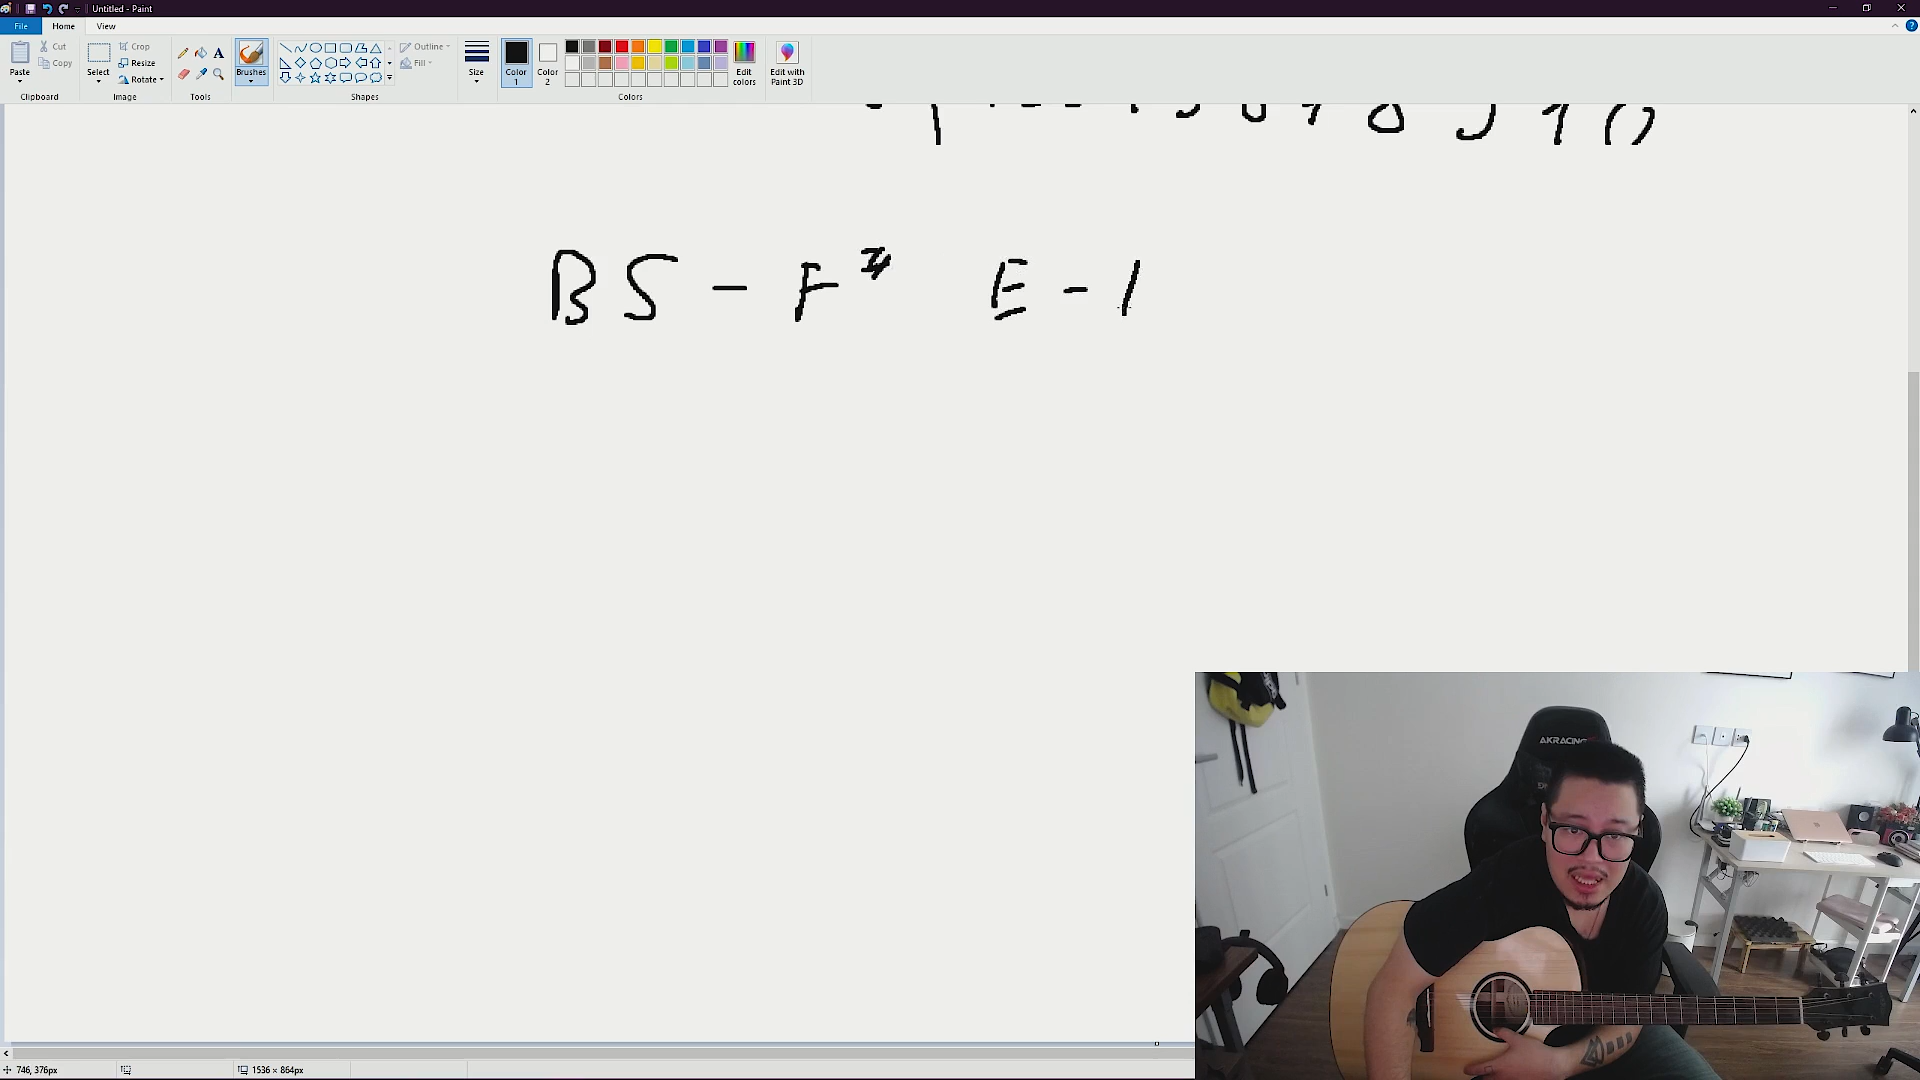 Untitled - Paint
File Home View
Paste
Cut
Copy
Clipboard
Select
Crop
Resize
Rotate
Image
Tools
Brushes
Outline
Fill
Shapes
Size
Color 1
Color 2
Edit colors
Colors
Edit with Paint 3D
BS - F# E - 1
AKRACING
746, 376px
1536 × 864px